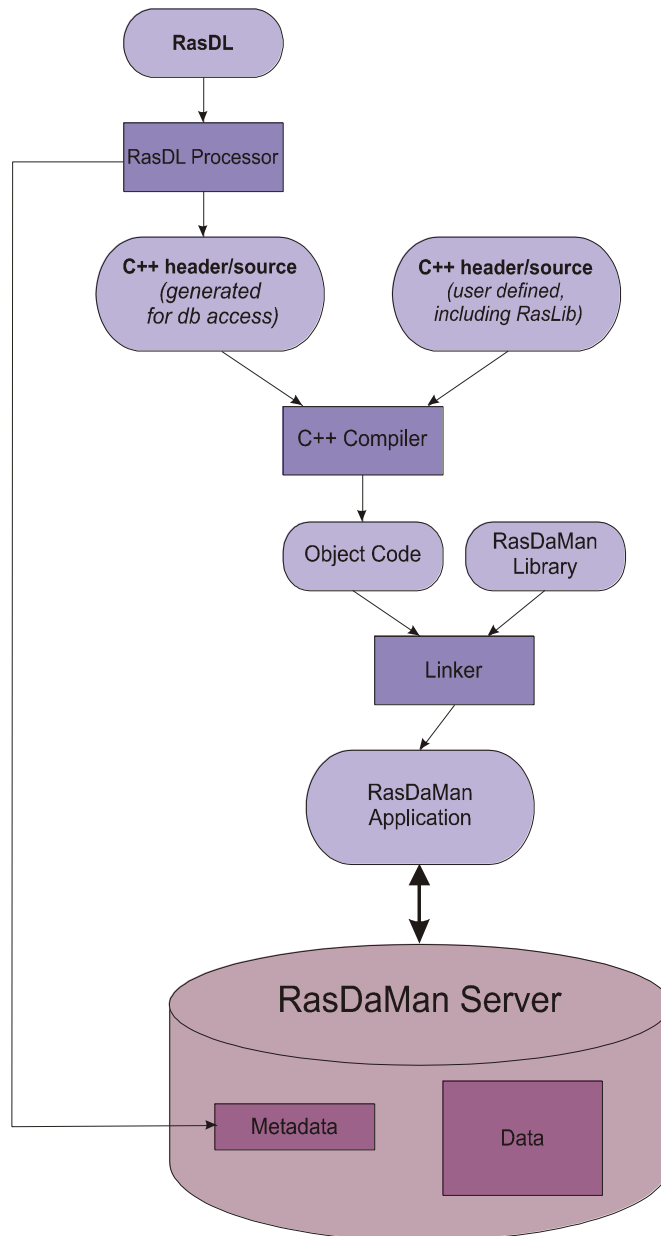 RasDL
RasDL Processor
C++ header/source
(generated
for db access)
C++ header/source
(user defined,
including RasLib)
C++ Compiler
Object Code
RasDaMan
Library
Linker
RasDaMan
Application
RasDaMan Server
Metadata
Data